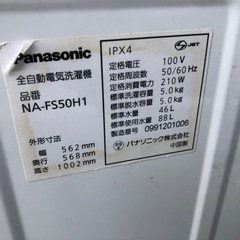 Panasonic
全自動電気洗濯機
品番
NA-FS50H1
外形寸法
幅 562mm
奥行 568mm
高さ 1002mm
IPX4
JET
定格電圧 100V
定格周波数 50/60Hz
定格消費電力 210W
標準洗濯容量 5.0kg
標準脱水容量 5.0kg
標準水量 46L
標準使用水量 88L
製造番号 0991201006
パナソニック株式会社
中国製